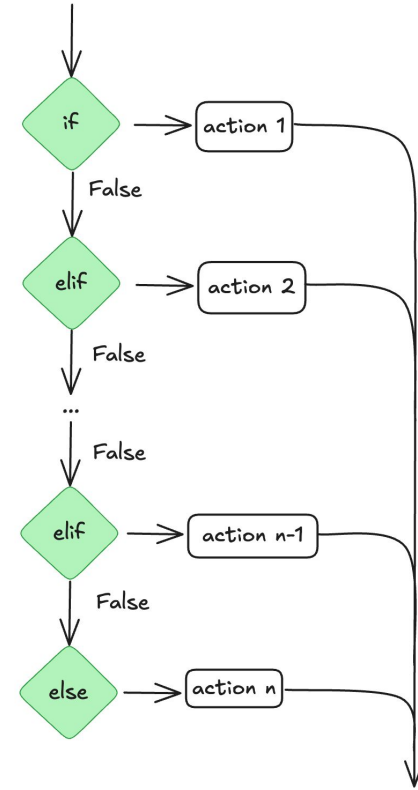 if
action 1
False
elif
action 2
False
...
False
elif
action n-1
False
else
action n